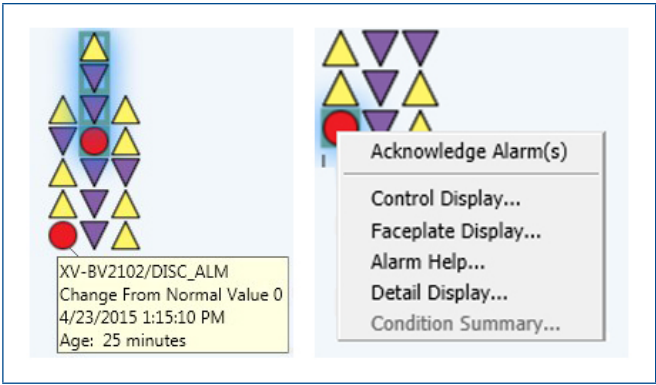 XV-BV2102/DISC_ALM
Change From Normal Value 0
4/23/2015 1:15:10 PM
Age: 25 minutes
Acknowledge Alarm(s)
Control Display...
Faceplate Display...
Alarm Help...
Detail Display...
Condition Summary...